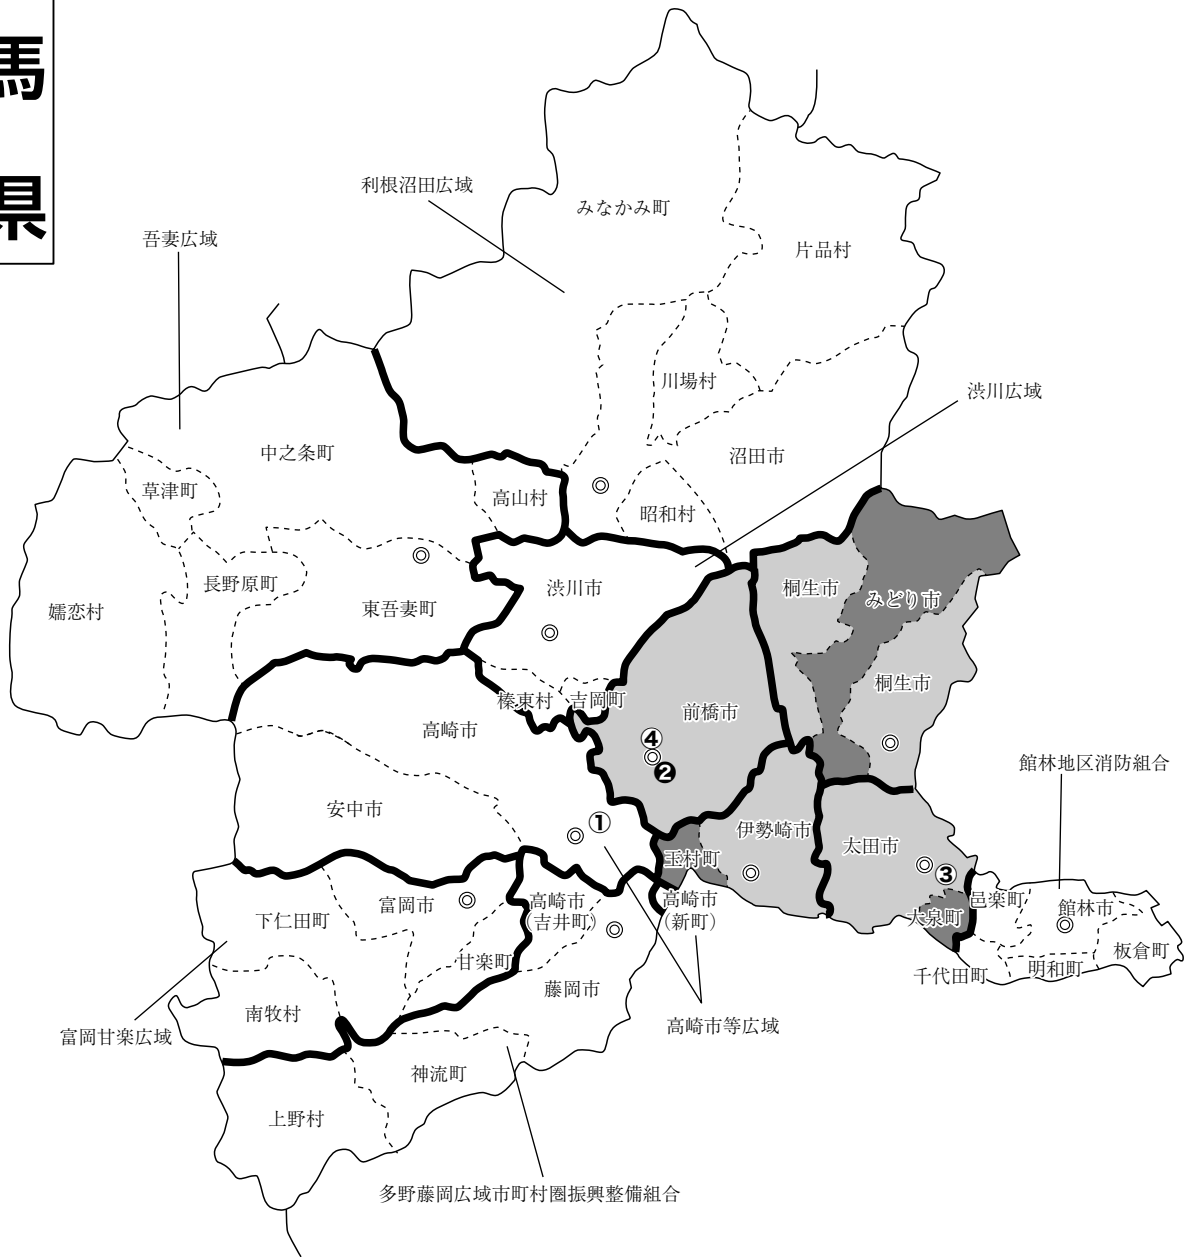 馬
県
利根沼田広域
みなかみ町
吾妻広域
片品村
川場村
渋川広域
中之条町
沼田市
草津町
高山村
昭和村
長野原町
渋川市
桐生市
みどり市
嬬恋村
東吾妻町
榛東村
吉岡町
前橋市
桐生市
高崎市
④
❷
館林地区消防組合
安中市
①
伊勢崎市
太田市
玉村町
③
富岡市
高崎市
(吉井町)
高崎市
(新町)
大泉町
邑楽町
館林市
下仁田町
甘楽町
板倉町
千代田町
明和町
藤岡市
南牧村
高崎市等広域
富岡甘楽広域
神流町
上野村
多野藤岡広域市町村圏振興整備組合